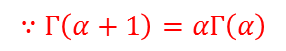 ∵ Γ(α + 1) = αΓ(α)